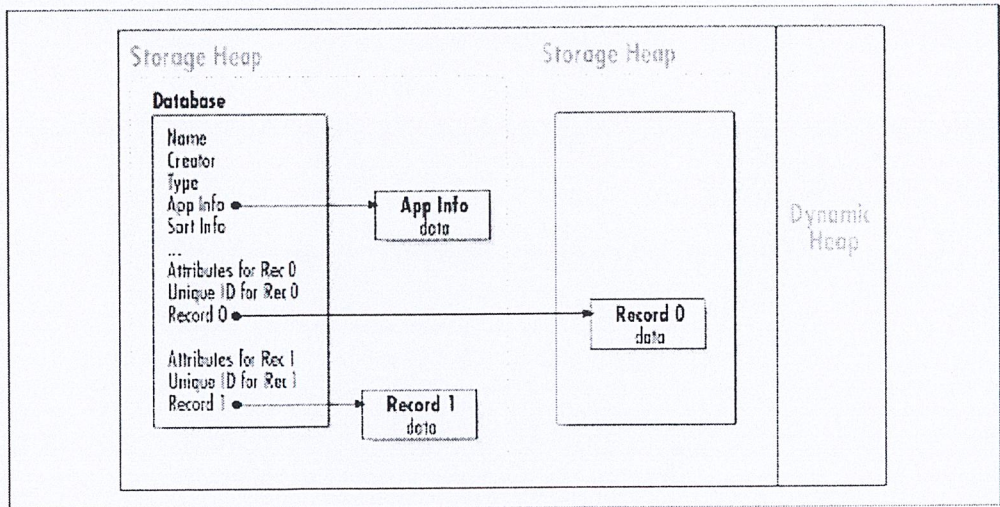 Storage Heap
Storage Heap
Database
Name
Creator
Type
App Info
Sort Info
...
Attributes for Rec 0
Unique ID for Rec 0
Record 0
Attributes for Rec 1
Unique ID for Rec 1
Record 1
App Info
data
Record 0
data
Record 1
data
Dynamic
Heap